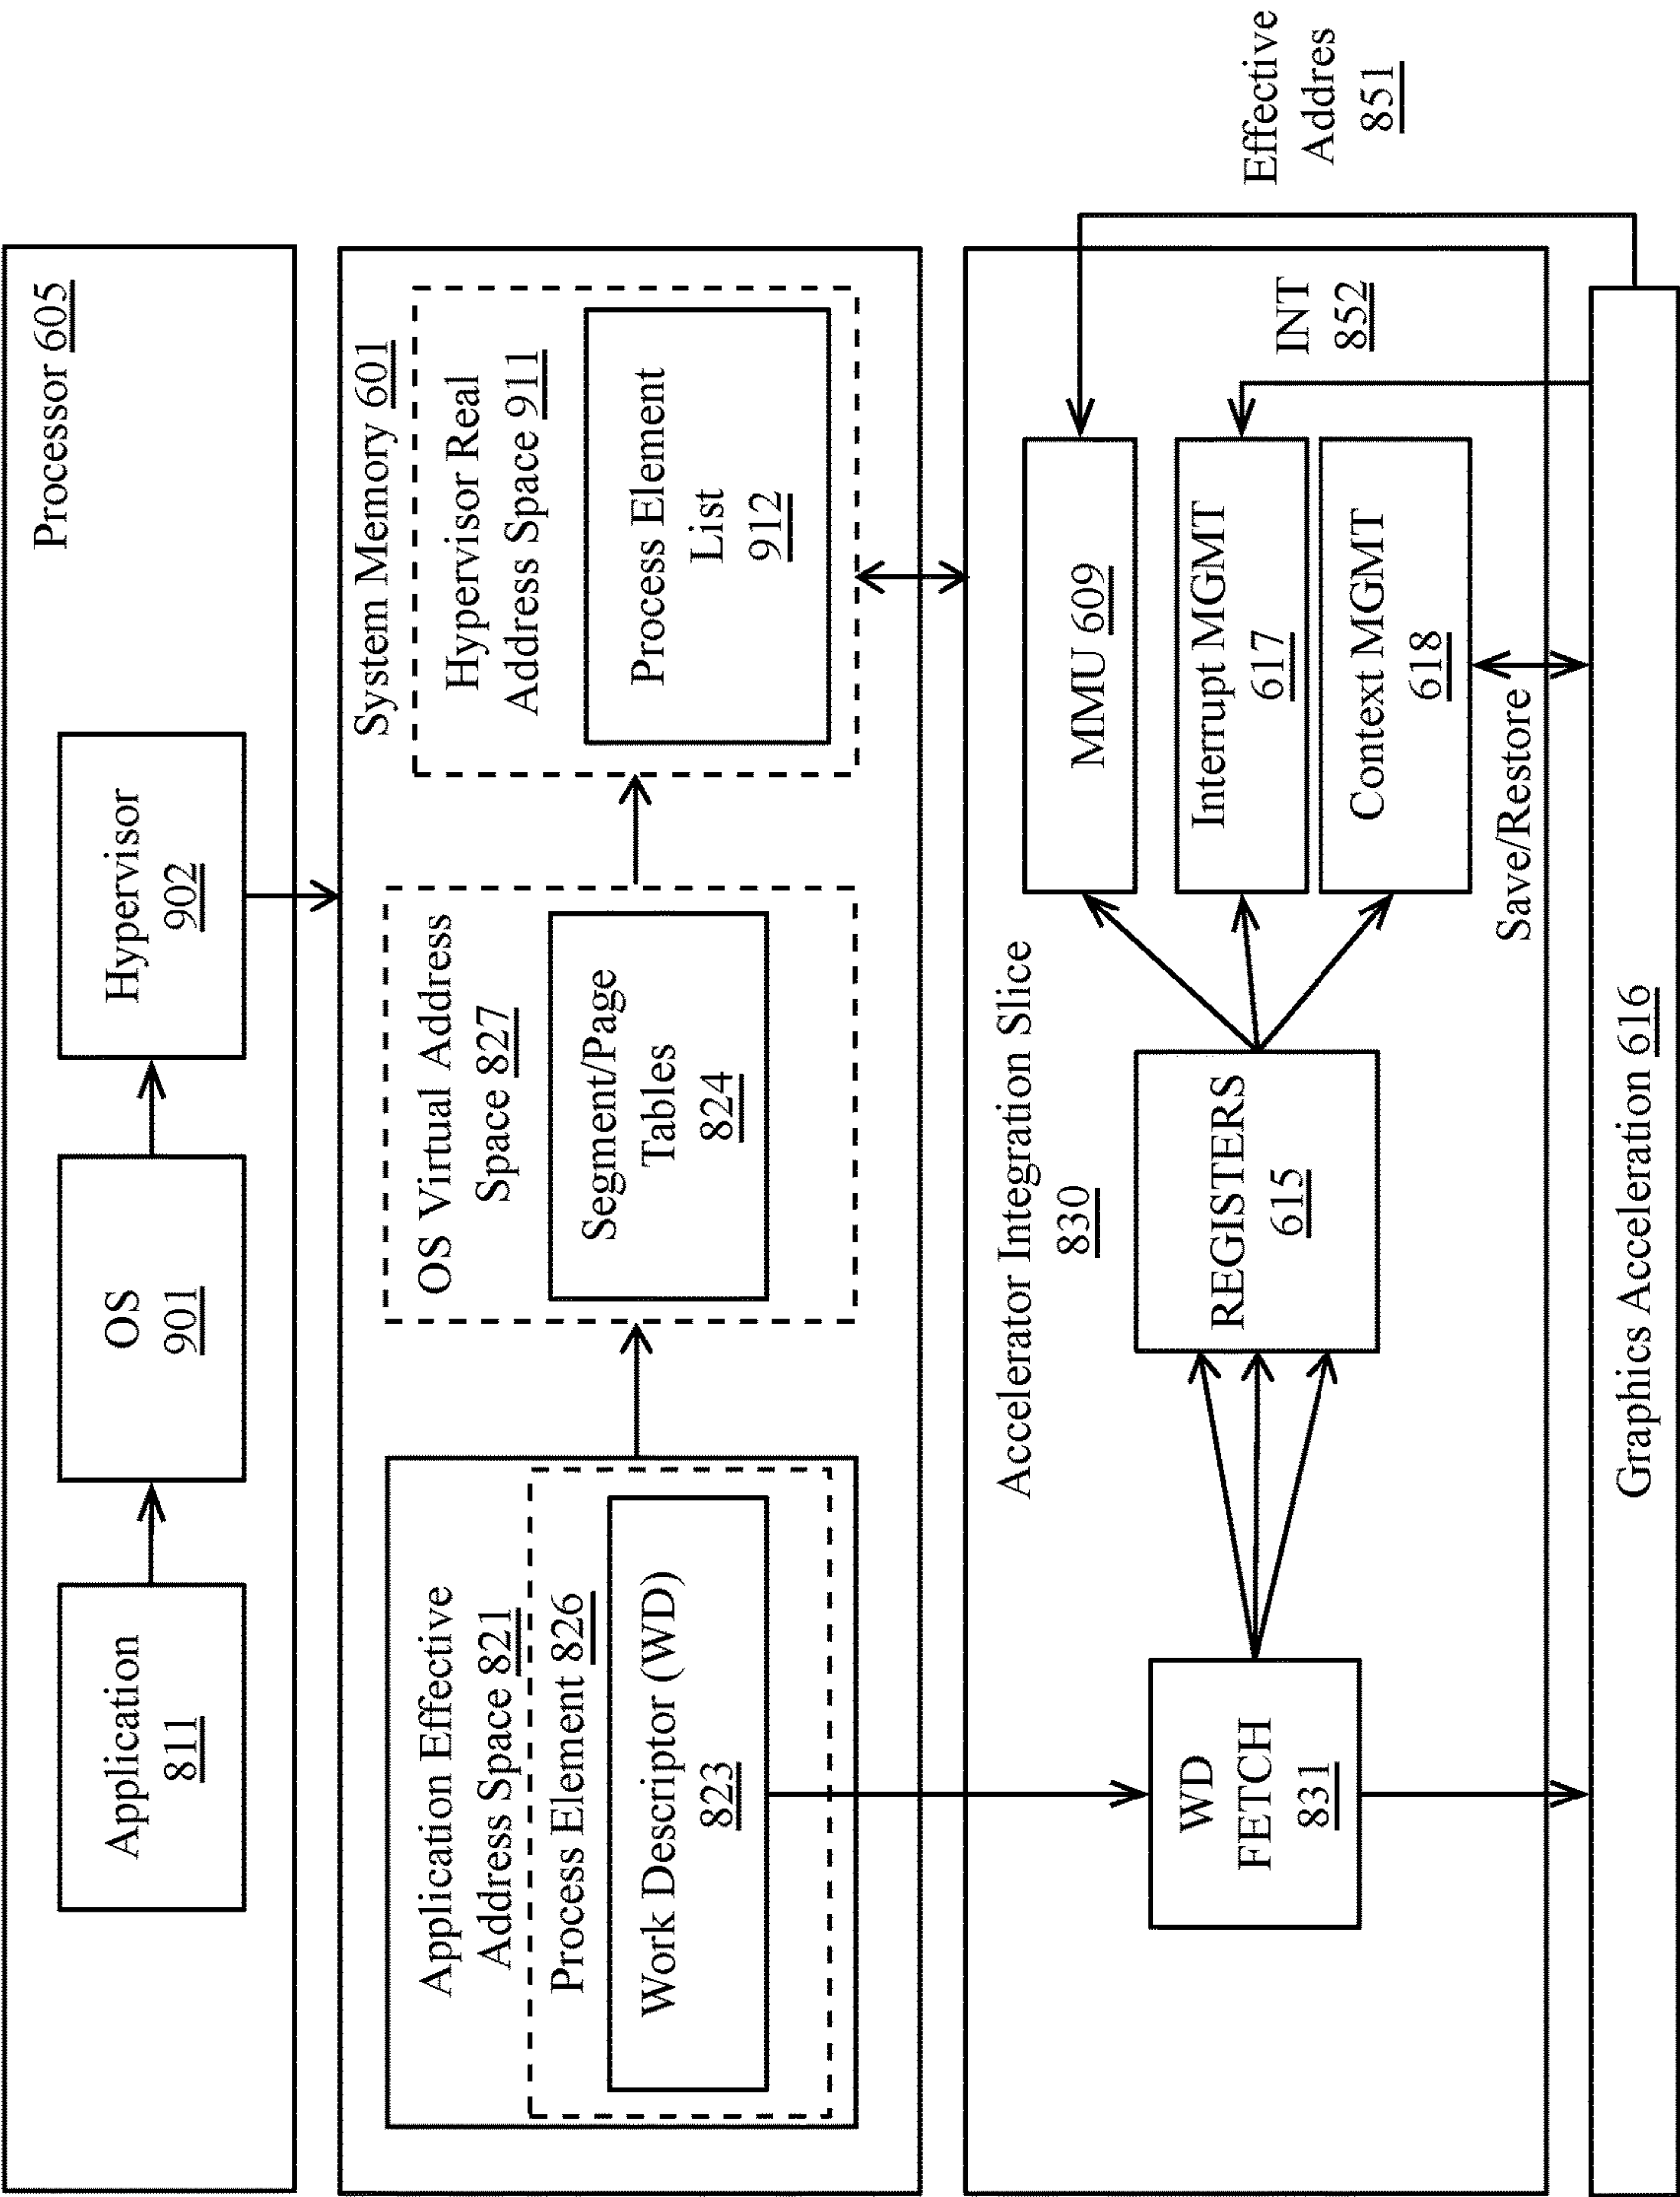 Processor 605
Application
811
OS
901
Hypervisor
902
System Memory 601
Application Effective
Address Space 821
Process Element 826
Work Descriptor (WD)
823
OS Virtual Address
Space 827
Segment/Page
Tables
824
Hypervisor Real
Address Space 911
Process Element
List
912
Accelerator Integration Slice
830
WD
FETCH
831
REGISTERS
615
MMU 609
Interrupt MGMT
617
Context MGMT
618
Save/Restore
INT
852
Effective
Addres
851
Graphics Acceleration 616